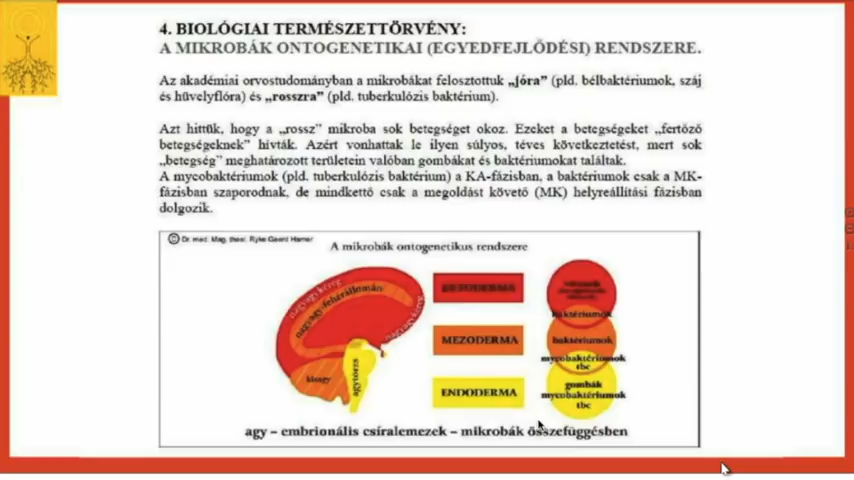 4. BIOLÓGIAI TERMÉSZETTÖRVÉNY:
A MIKROBÁK ONTOGENETIKAI (EGYEDFEJLŐDÉSI) RENDSZERE.
Az akadémiai orvostudományban a mikrobákat felosztottuk „jóra” (pld. bélbaktériumok, száj
és hüvelyflóra) és „rosszra” (pld. tuberkulózis baktérium).
Azt hittük, hogy a „rossz” mikroba sok betegséget okoz. Ezeket a betegségeket „fertőző
betegségeknek” hívták. Azért vonhattak le ilyen súlyos, téves következtetést, mert sok
„betegség” meghatározott területein valóban gombákat és baktériumokat találtak.
A mycobaktériumok (pld. tuberkulózis baktérium) a KA-fázisban, a baktériumok csak a MK-
fázisban szaporodnak, de mindkettő csak a megoldást követő (MK) helyreállítási fázisban
dolgozik.
© Dr. med. Mag. theol. Ryke Geerd Hamer
A mikrobák ontogenetikus rendszere
nagyagykéreg
nagyagy-fehérállomány
nagyagykéreg
kisagy
agytörzs
EKTODERMA
MEZODERMA
ENDODERMA
baktériumok
baktériumok
mycobaktériumok
tbc
gombák
mycobaktériumok
tbc
agy – embrionális csíralemezek – mikrobák összefüggésben